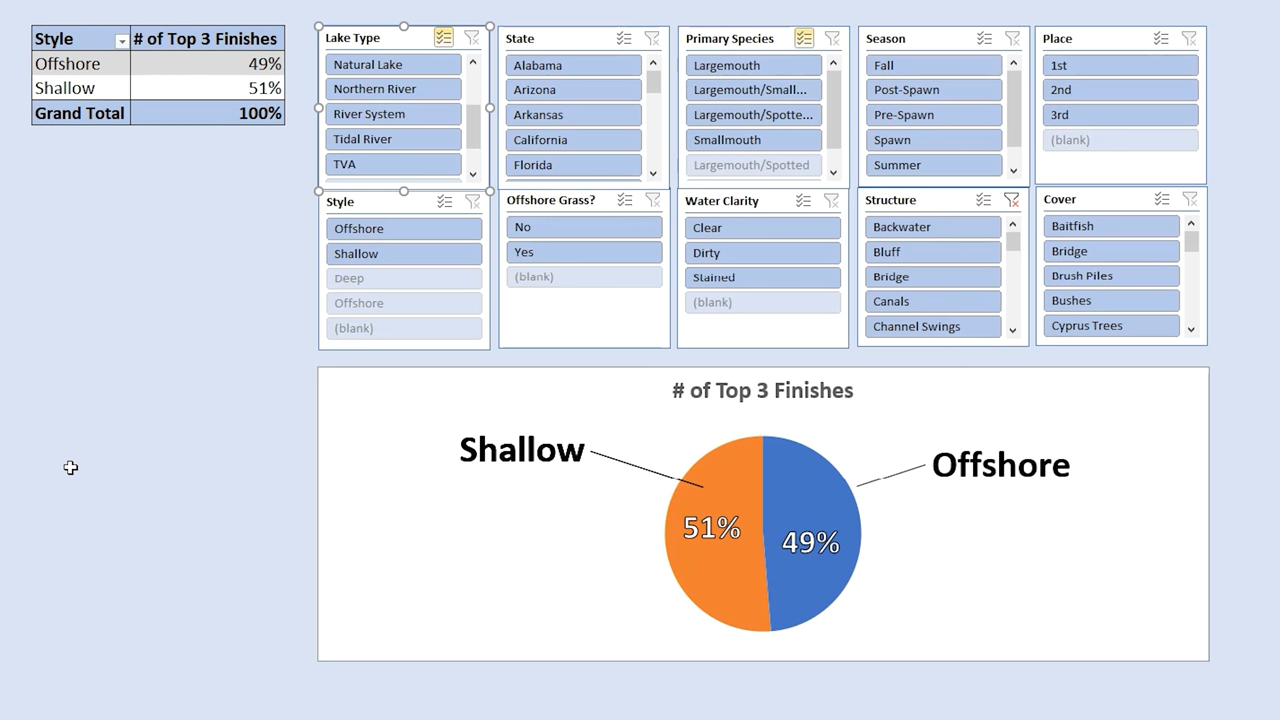 Style # of Top 3 Finishes
Offshore 49%
Shallow 51%
Grand Total 100%
Lake Type
Natural Lake
Northern River
River System
Tidal River
TVA
State
Alabama
Arizona
Arkansas
California
Florida
Primary Species
Largemouth
Largemouth/Small...
Largemouth/Spotte...
Smallmouth
Largemouth/Spotted
Season
Fall
Post-Spawn
Pre-Spawn
Spawn
Summer
Place
1st
2nd
3rd
(blank)
Style
Offshore
Shallow
Deep
Offshore
(blank)
Offshore Grass?
No
Yes
(blank)
Water Clarity
Clear
Dirty
Stained
(blank)
Structure
Backwater
Bluff
Bridge
Canals
Channel Swings
Cover
Baitfish
Bridge
Brush Piles
Bushes
Cyprus Trees
# of Top 3 Finishes
Shallow
Offshore
51%
49%